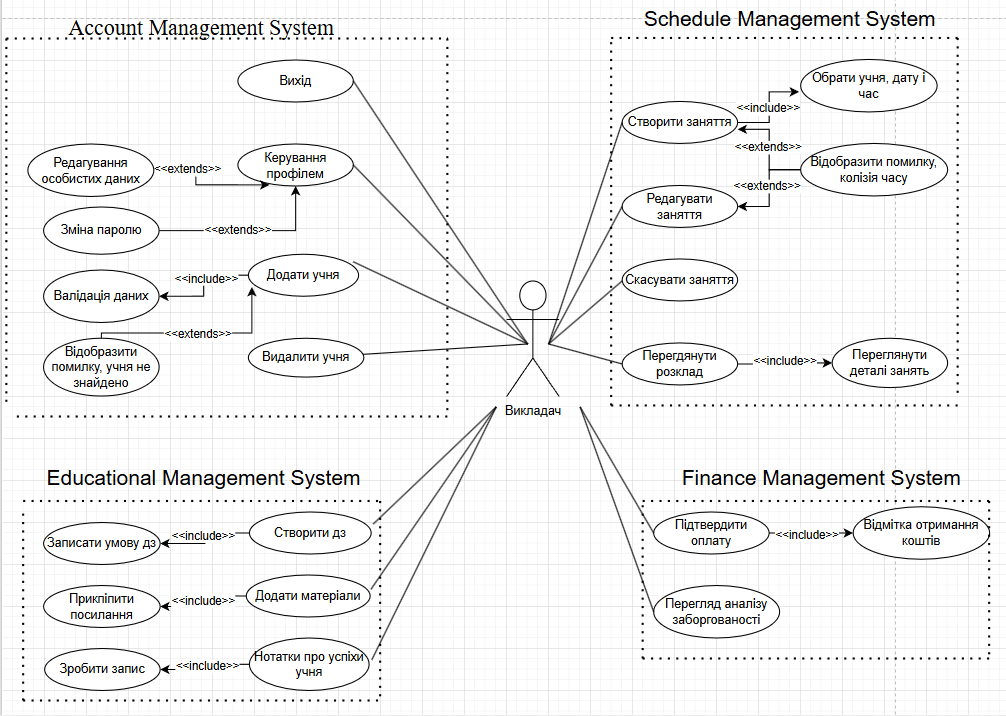 Account Management System
Вихід
Керування
профілем
Редагування
особистих даних
<<extends>>
Зміна паролю
<<extends>>
Додати учня
<<include>>
Валідація даних
<<extends>>
Відобразити
помилку, учня не
знайдено
Видалити учня
Schedule Management System
Створити заняття
<<include>>
Обрати учня, дату і
час
<<extends>>
Відобразити помилку,
колізія часу
<<extends>>
Редагувати
заняття
Скасувати заняття
Перегдянути
розклад
<<include>>
Переглянути
деталі занять
Викладач
Educational Management System
Створити дз
<<include>>
Записати умову дз
Додати матеріали
<<include>>
Прикпіпити
посилання
Нотатки про успіхи
учня
<<include>>
Зробити запис
Finance Management System
Підтвердити
оплату
<<include>>
Відмітка отримання
коштів
Перегляд аналізу
заборгованості